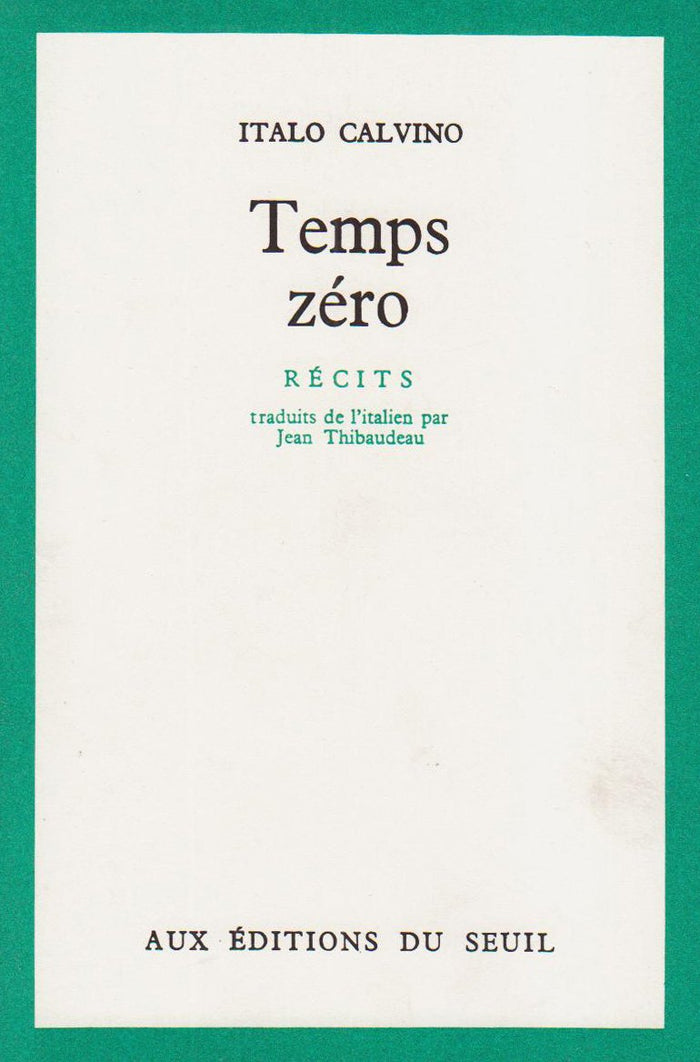 ITALO CALVINO
Temps
zéro
RÉCITS
traduits de l'italien par
Jean Thibaudeau
AUX ÉDITIONS DU SEUIL